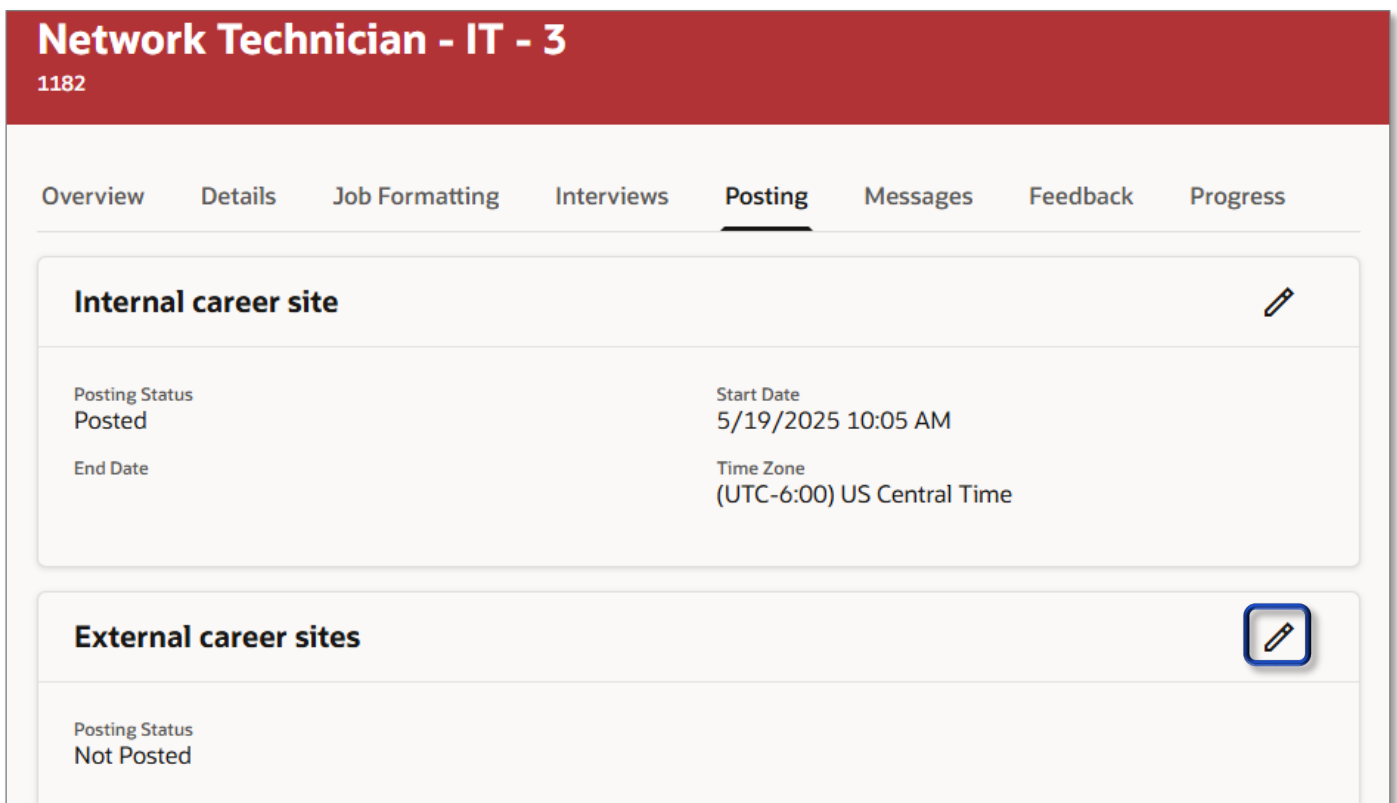 Network Technician - IT - 3
1182
Overview Details Job Formatting Interviews Posting Messages Feedback Progress
Internal career site
Posting Status
Posted
Start Date
5/19/2025 10:05 AM
End Date
Time Zone
(UTC-6:00) US Central Time
External career sites
Posting Status
Not Posted